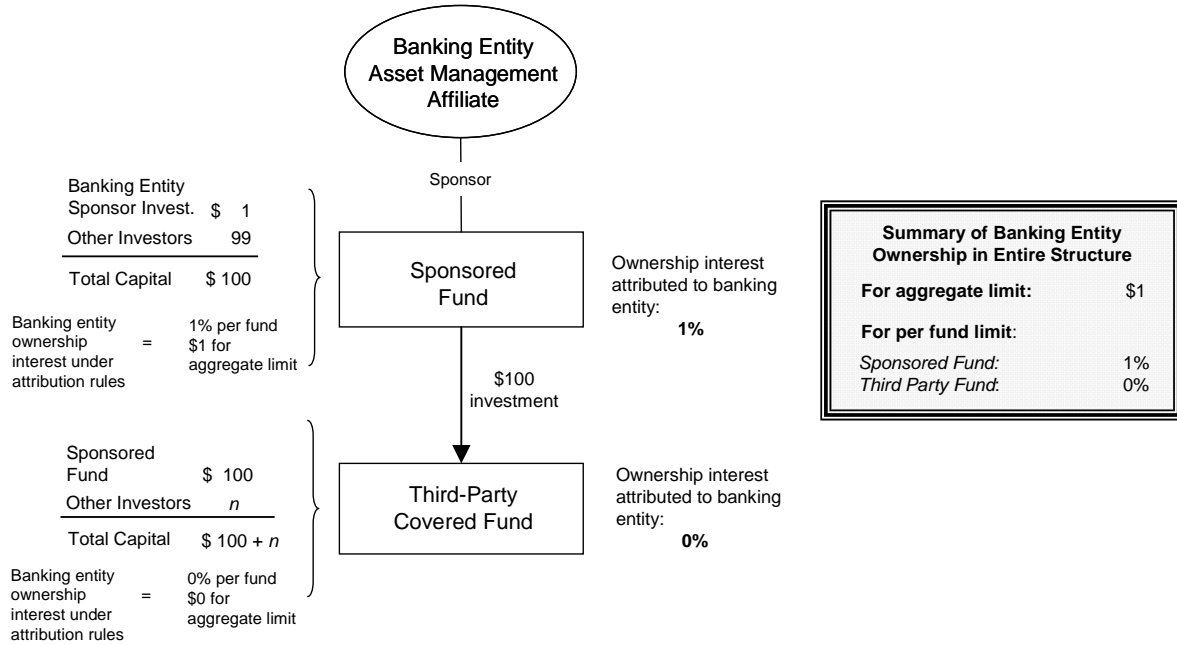 Banking Entity
Asset Management
Affiliate
Sponsor
Banking Entity
Sponsor Invest. $ 1
Other Investors 99
Total Capital $ 100
Banking entity
ownership
interest under
attribution rules
=
1% per fund
$1 for
aggregate limit
Sponsored
Fund
Ownership interest
attributed to banking
entity:
1%
$100
investment
Sponsored
Fund $ 100
Other Investors n
Total Capital $ 100 + n
Banking entity
ownership
interest under
attribution rules
=
0% per fund
$0 for
aggregate limit
Third-Party
Covered Fund
Ownership interest
attributed to banking
entity:
0%
Summary of Banking Entity
Ownership in Entire Structure
For aggregate limit: $1
For per fund limit:
Sponsored Fund: 1%
Third Party Fund: 0%